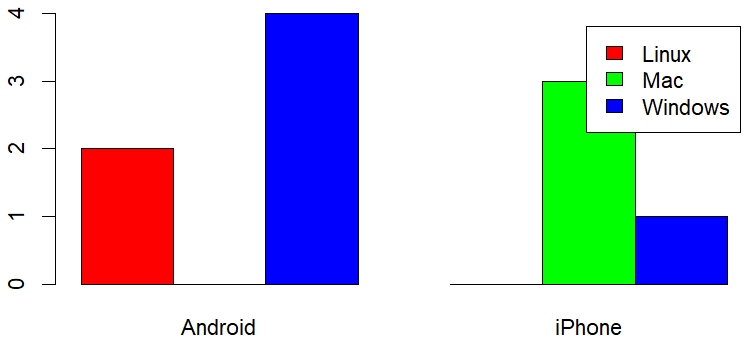 4
3
2
1
0
Linux
Mac
Windows
Android
iPhone